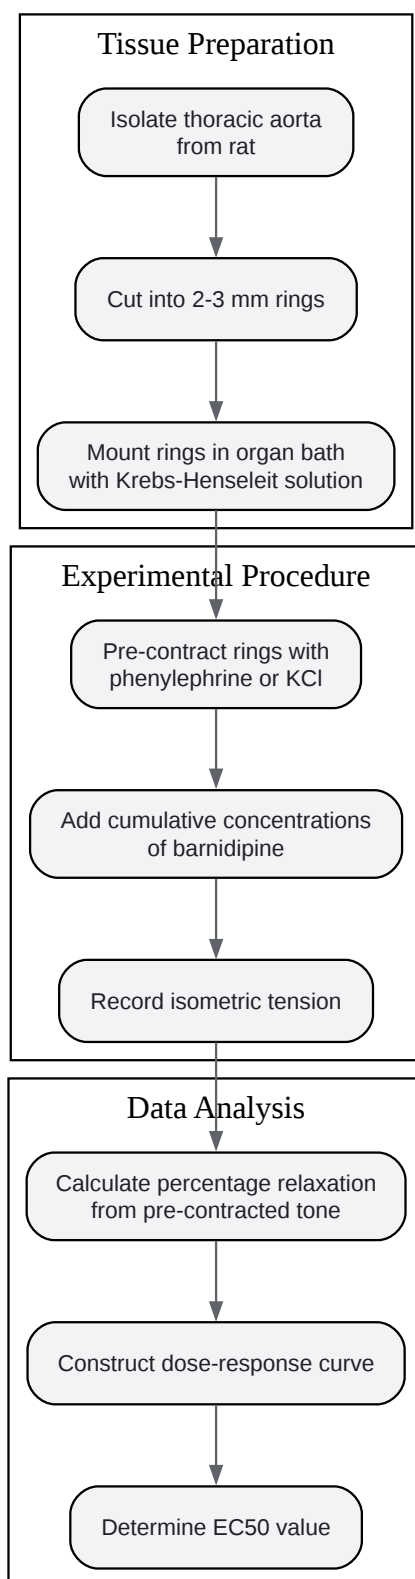 Tissue Preparation
Isolate thoracic aorta
from rat
Cut into 2-3 mm rings
Mount rings in organ bath
with Krebs-Henseleit solution
Experimental Procedure
Pre-contract rings with
phenylephrine or KCl
Add cumulative concentrations
of barnidipine
Record isometric tension
Data Analysis
Calculate percentage relaxation
from pre-contracted tone
Construct dose-response curve
Determine EC50 value